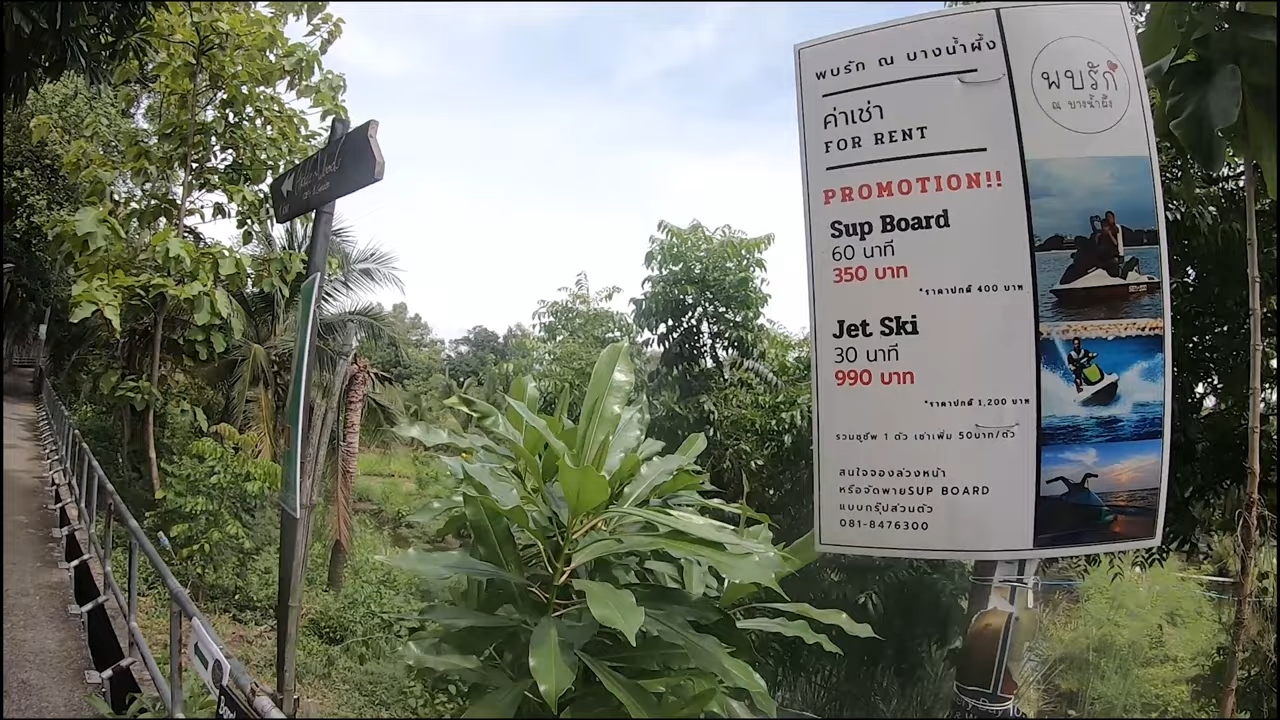 พบรัก ณ บางน้ำผึ้ง
ค่าเช่า
FOR RENT
PROMOTION!!
Sup Board
60 นาที
350 บาท
*ราคาปกติ 400 บาท
Jet Ski
30 นาที
990 บาท
*ราคาปกติ 1,200 บาท
รวมชูชีพ 1 ตัว เช่าเพิ่ม 50บาท/ตัว
สนใจจองล่วงหน้า
หรือจัดพายSUP BOARD
แบบกรุ๊ปส่วนตัว
081-8476300
พบรัก
ณ บางน้ำผึ้ง